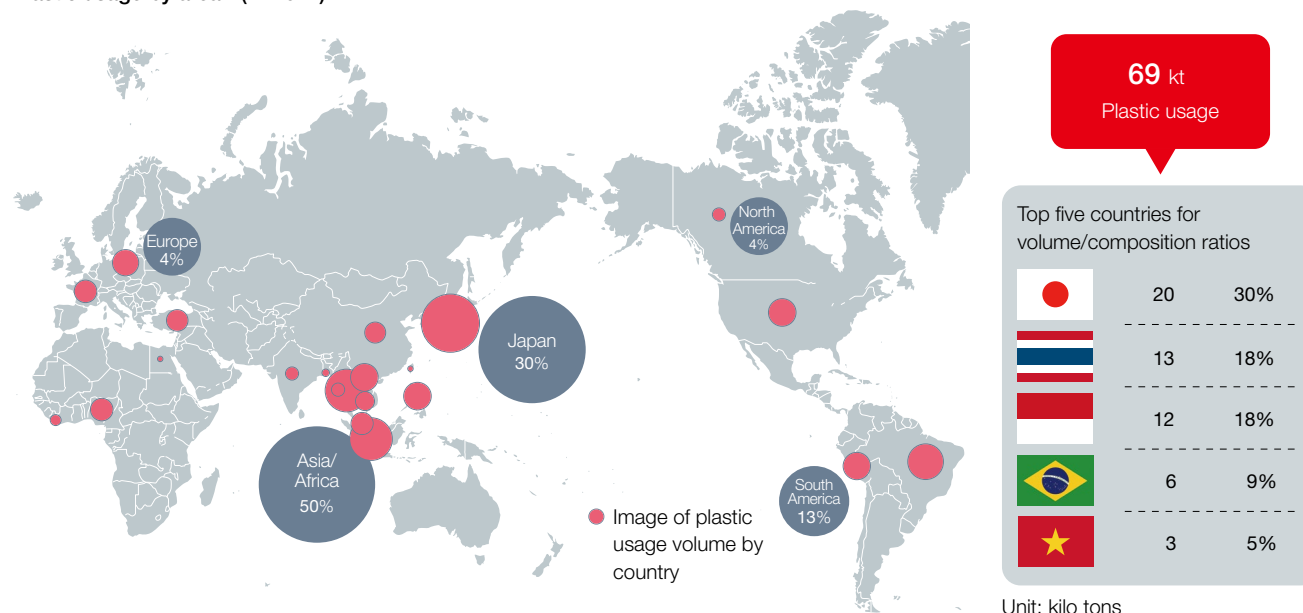 Europe
4%
North
America
4%
Japan
30%
Asia/
Africa
50%
South
America
13%
Image of plastic
usage volume by
country
69 kt
Plastic usage
Top five countries for
volume/composition ratios
20 30%
13 18%
12 18%
6 9%
3 5%
Unit: kilo tons